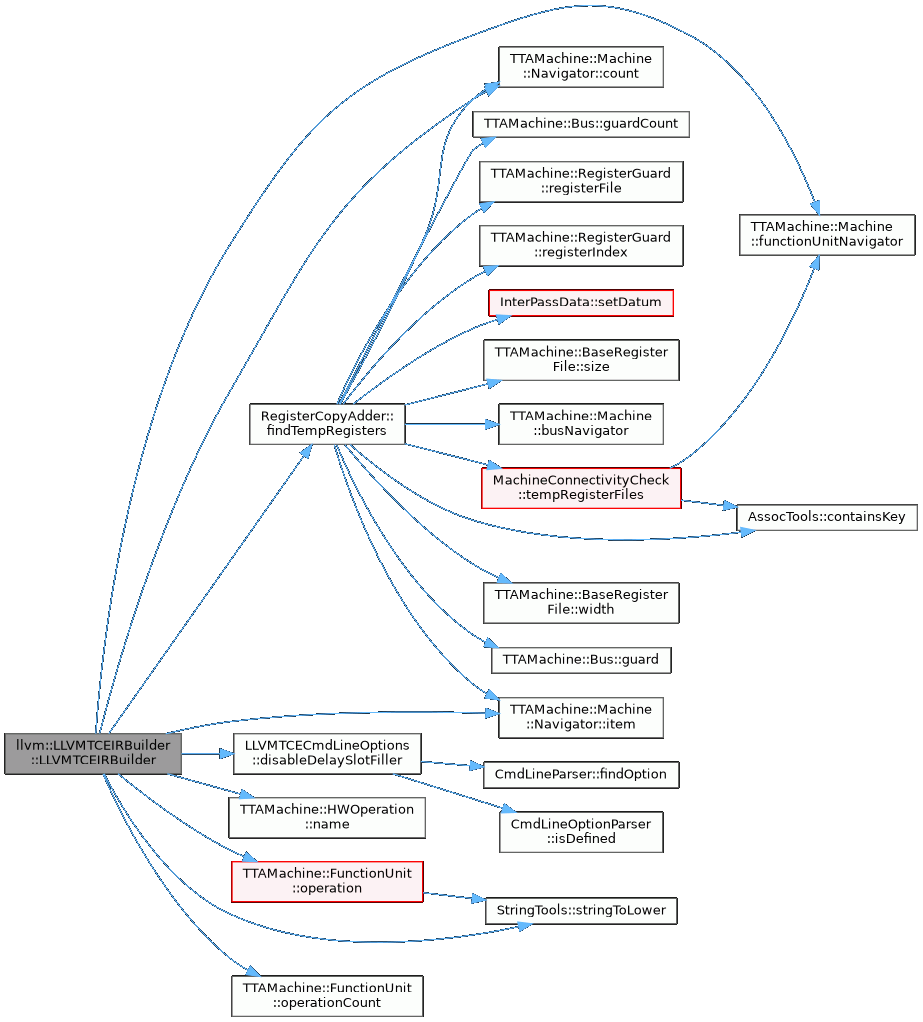 TTAMachine::Machine
::Navigator::count
TTAMachine::Bus::guardCount
TTAMachine::RegisterGuard
::registerFile
TTAMachine::Machine
::functionUnitNavigator
TTAMachine::RegisterGuard
::registerIndex
InterPassData::setDatum
TTAMachine::BaseRegister
File::size
RegisterCopyAdder::
findTempRegisters
TTAMachine::Machine
::busNavigator
MachineConnectivityCheck
::tempRegisterFiles
AssocTools::containsKey
TTAMachine::BaseRegister
File::width
TTAMachine::Bus::guard
TTAMachine::Machine
::Navigator::item
llvm::LLVMTCEIRBuilder
::LLVMTCEIRBuilder
LLVMTCECmdLineOptions
::disableDelaySlotFiller
CmdLineParser::findOption
TTAMachine::HWOperation
::name
CmdLineOptionParser
::isDefined
TTAMachine::FunctionUnit
::operation
StringTools::stringToLower
TTAMachine::FunctionUnit
::operationCount